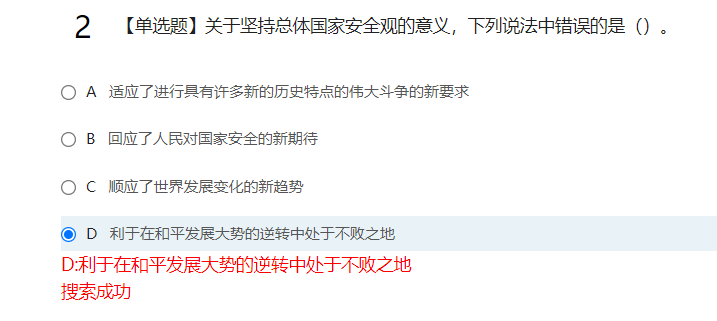 2 【单选题】关于坚持总体国家安全观的意义，下列说法中错误的是（）。
A 适应了进行具有许多新的历史特点的伟大斗争的新要求
B 回应了人民对国家安全的新期待
C 顺应了世界发展变化的新趋势
D 利于在和平发展大势的逆转中处于不败之地
D:利于在和平发展大势的逆转中处于不败之地
搜索成功